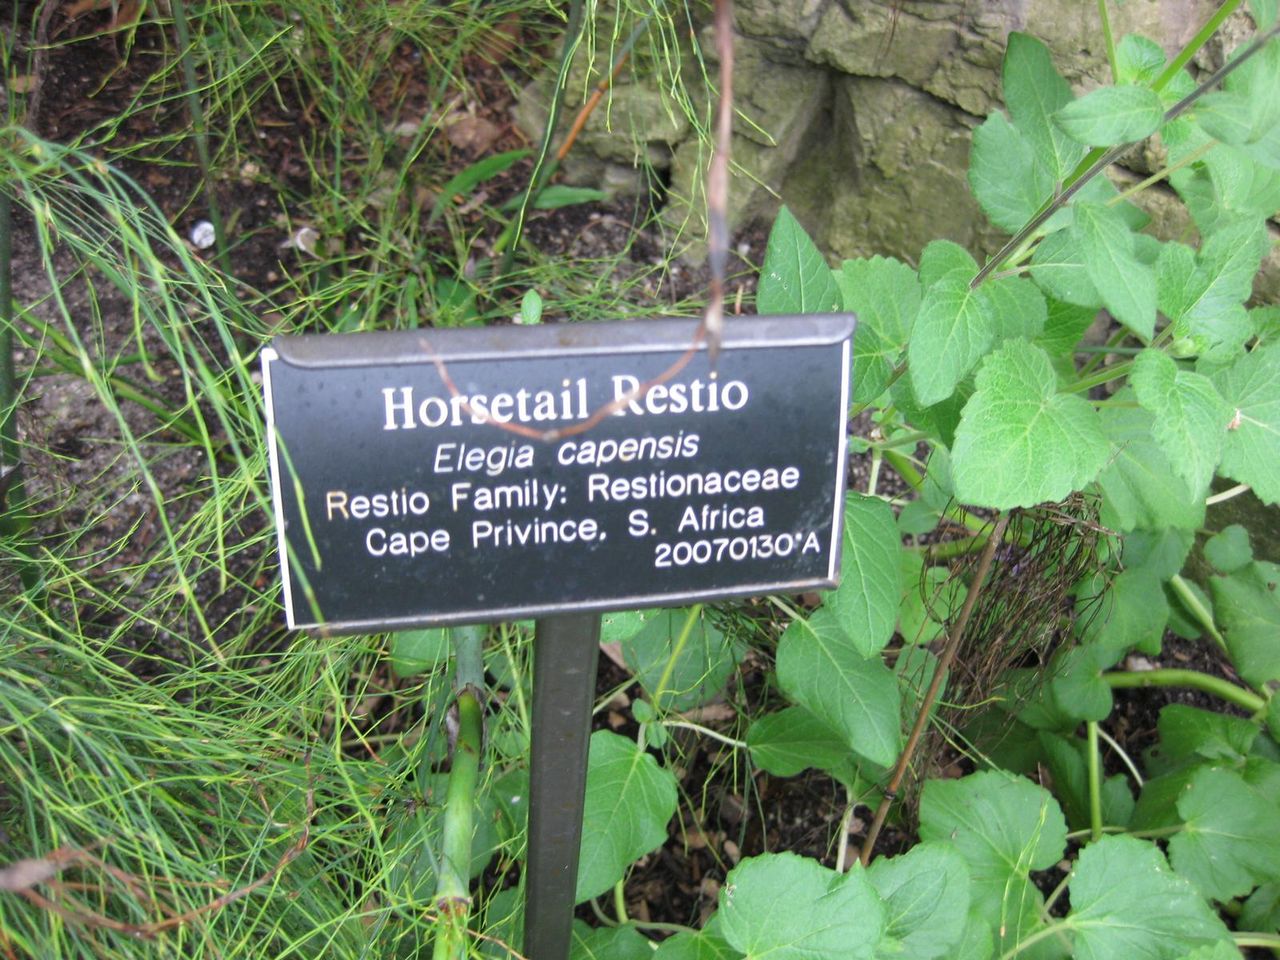 Horsetail Restio
Elegia capensis
Restio Family: Restionaceae
Cape Privince, S. Africa
20070130*A